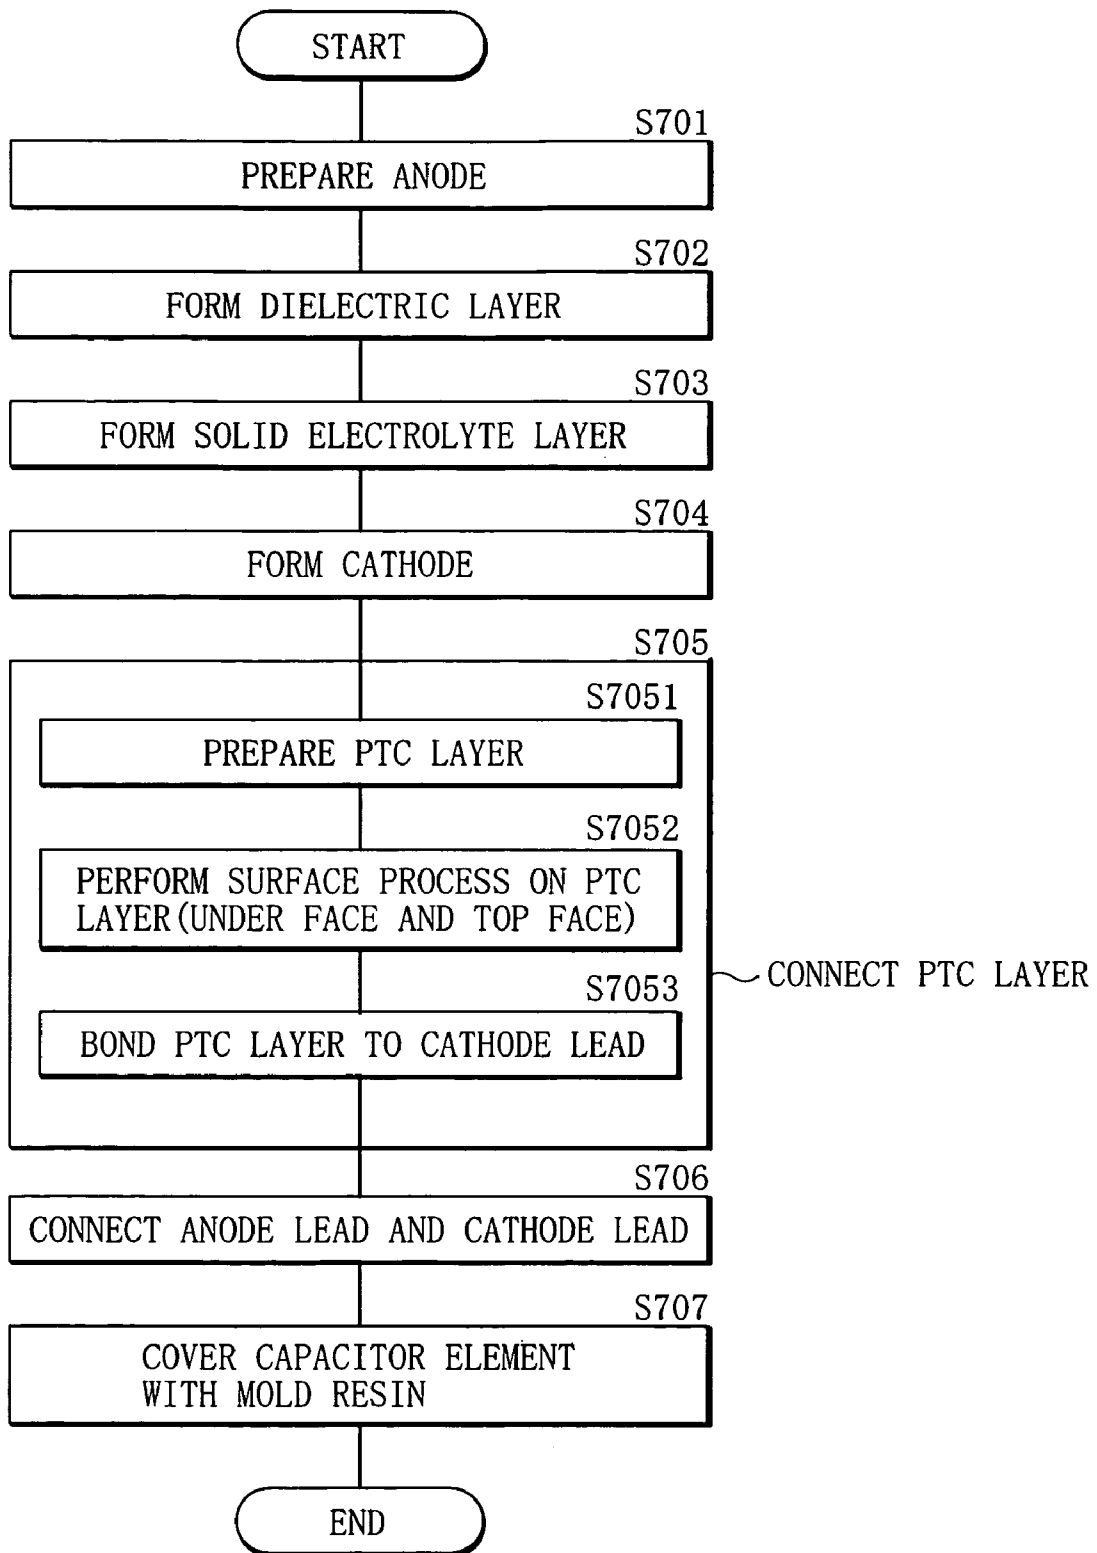 START
S701
PREPARE ANODE
S702
FORM DIELECTRIC LAYER
S703
FORM SOLID ELECTROLYTE LAYER
S704
FORM CATHODE
S705
S7051
PREPARE PTC LAYER
S7052
PERFORM SURFACE PROCESS ON PTC
LAYER(UNDER FACE AND TOP FACE)
S7053
BOND PTC LAYER TO CATHODE LEAD
CONNECT PTC LAYER
S706
CONNECT ANODE LEAD AND CATHODE LEAD
S707
COVER CAPACITOR ELEMENT
WITH MOLD RESIN
END